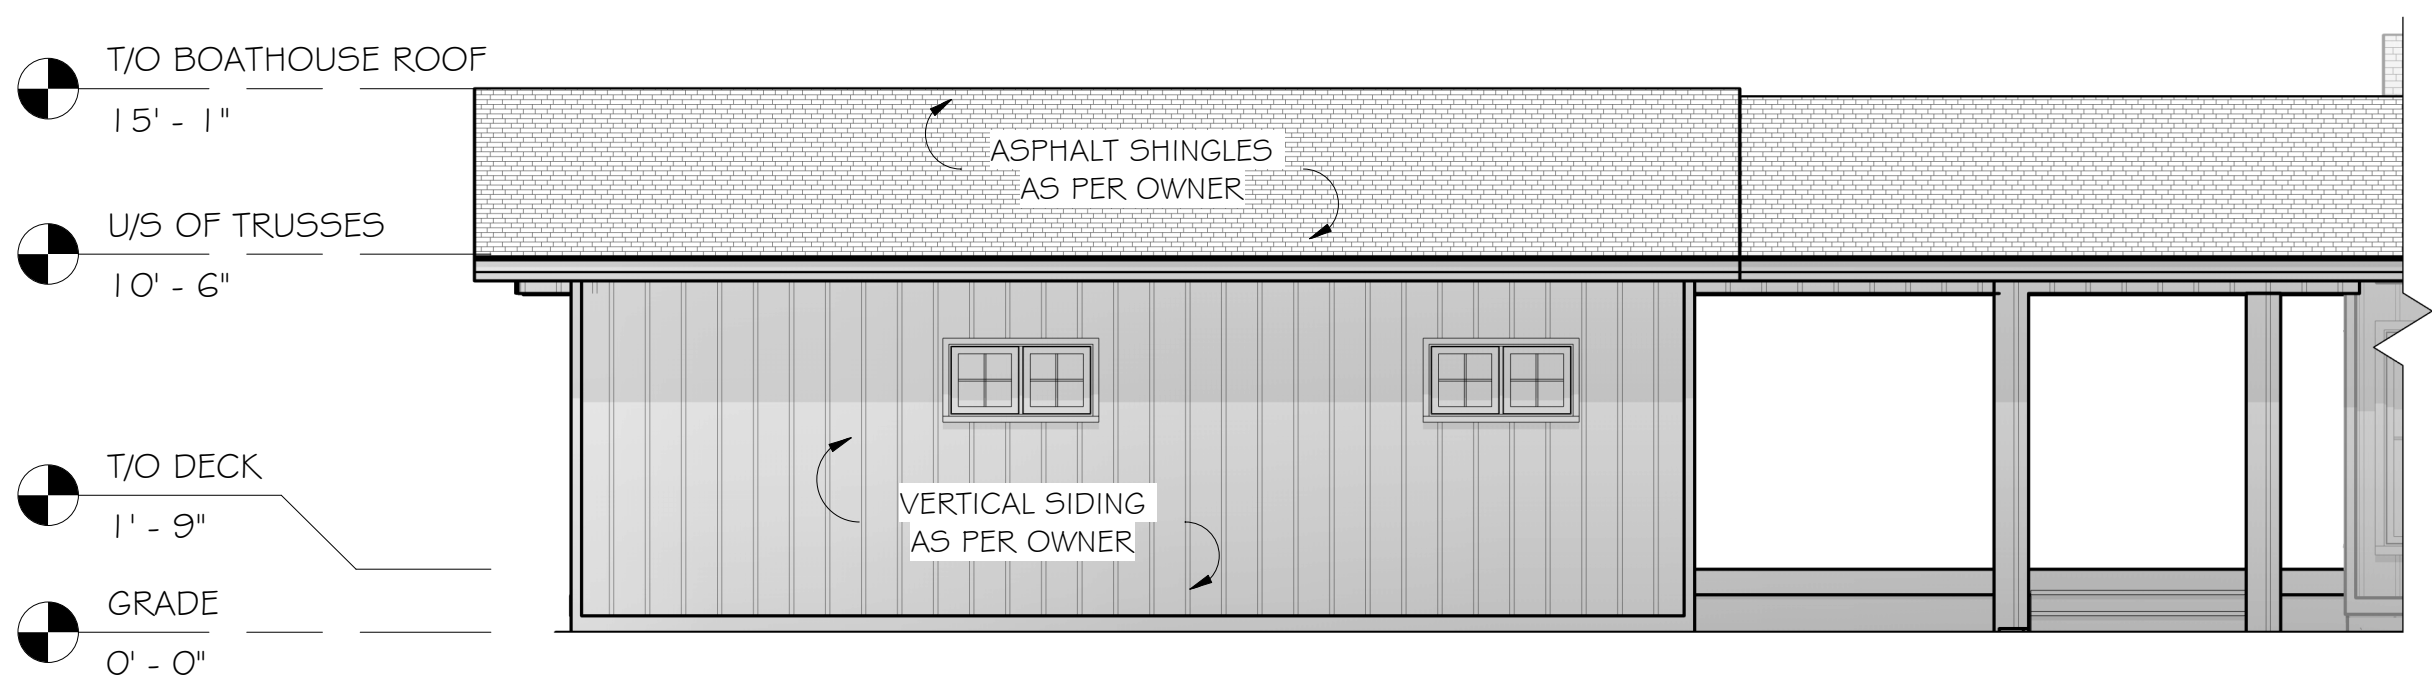 T/O BOATHOUSE ROOF
15' - 1"
ASPHALT SHINGLES
AS PER OWNER
U/S OF TRUSSES
10' - 6"
T/O DECK
1' - 9"
VERTICAL SIDING
AS PER OWNER
GRADE
0' - 0"